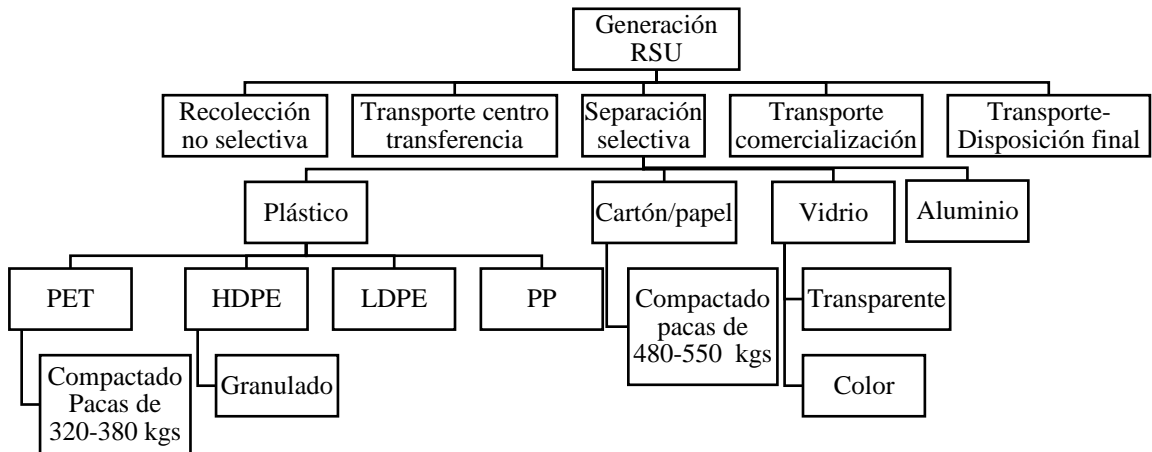 Generación
RSU
Recolección
no selectiva
Transporte centro
transferencia
Separación
selectiva
Transporte
comercialización
Transporte-
Disposición final
Plástico
Cartón/papel
Vidrio
Aluminio
PET
HDPE
LDPE
PP
Compactado
pacas de
480-550 kgs
Transparente
Compactado
Pacas de
320-380 kgs
Granulado
Color